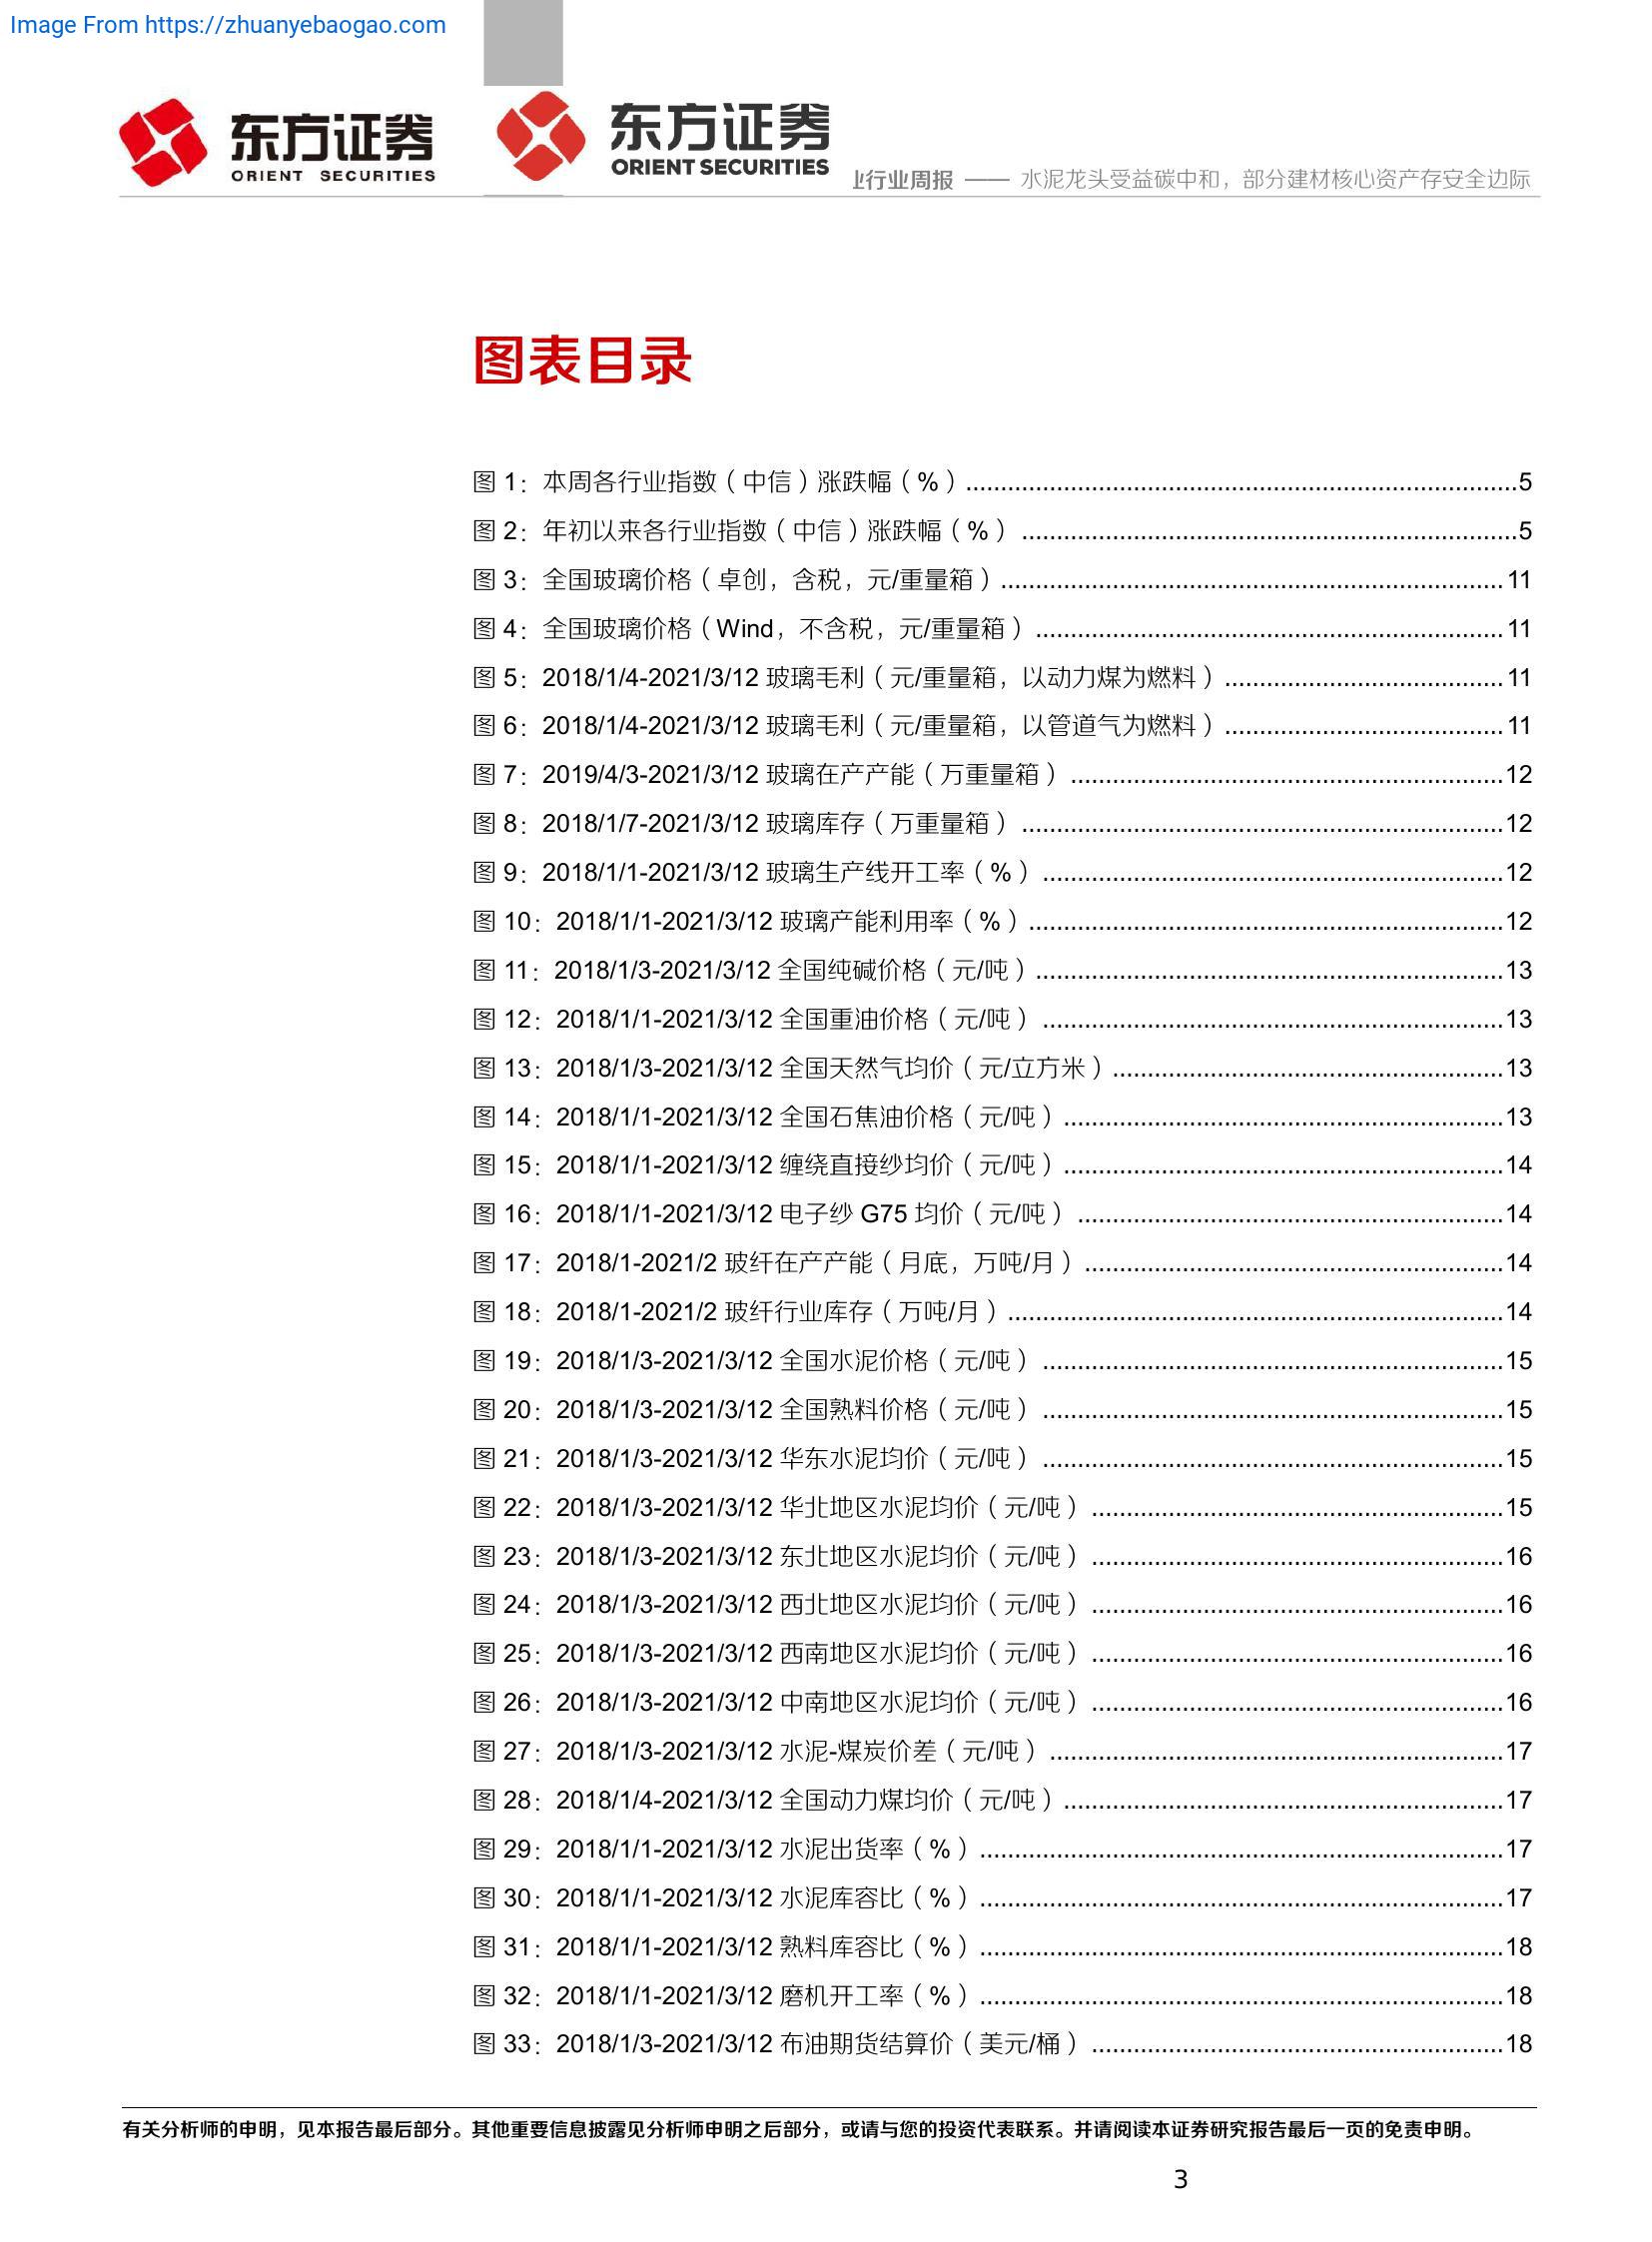 Image From https://zhuanyebaogao.com
东方证券
ORIENT SECURITIES
东方证券
ORIENT SECURITIES
行业周报 —— 水泥龙头受益碳中和，部分建材核心资产存安全边际
图表目录
图 1：本周各行业指数（中信）涨跌幅（%）...............................................................................5
图 2：年初以来各行业指数（中信）涨跌幅（%）.......................................................................5
图 3：全国玻璃价格（卓创，含税，元/重量箱）........................................................................11
图 4：全国玻璃价格（Wind，不含税，元/重量箱）...................................................................11
图 5：2018/1/4-2021/3/12 玻璃毛利（元/重量箱，以动力煤为燃料）........................................11
图 6：2018/1/4-2021/3/12 玻璃毛利（元/重量箱，以管道气为燃料）........................................11
图 7：2019/4/3-2021/3/12 玻璃在产产能（万重量箱）..............................................................12
图 8：2018/1/7-2021/3/12 玻璃库存（万重量箱）.....................................................................12
图 9：2018/1/1-2021/3/12 玻璃生产线开工率（%）..................................................................12
图 10：2018/1/1-2021/3/12 玻璃产能利用率（%）....................................................................12
图 11：2018/1/3-2021/3/12 全国纯碱价格（元/吨）...................................................................13
图 12：2018/1/1-2021/3/12 全国重油价格（元/吨）..................................................................13
图 13：2018/1/3-2021/3/12 全国天然气均价（元/立方米）........................................................13
图 14：2018/1/1-2021/3/12 全国石焦油价格（元/吨）...............................................................13
图 15：2018/1/1-2021/3/12 缠绕直接纱均价（元/吨）...............................................................14
图 16：2018/1/1-2021/3/12 电子纱 G75 均价（元/吨）.............................................................14
图 17：2018/1-2021/2 玻纤在产产能（月底，万吨/月）............................................................14
图 18：2018/1-2021/2 玻纤行业库存（万吨/月）.......................................................................14
图 19：2018/1/3-2021/3/12 全国水泥价格（元/吨）..................................................................15
图 20：2018/1/3-2021/3/12 全国熟料价格（元/吨）..................................................................15
图 21：2018/1/3-2021/3/12 华东水泥均价（元/吨）..................................................................15
图 22：2018/1/3-2021/3/12 华北地区水泥均价（元/吨）...........................................................15
图 23：2018/1/3-2021/3/12 东北地区水泥均价（元/吨）...........................................................16
图 24：2018/1/3-2021/3/12 西北地区水泥均价（元/吨）...........................................................16
图 25：2018/1/3-2021/3/12 西南地区水泥均价（元/吨）...........................................................16
图 26：2018/1/3-2021/3/12 中南地区水泥均价（元/吨）...........................................................16
图 27：2018/1/3-2021/3/12 水泥-煤炭价差（元/吨）.................................................................17
图 28：2018/1/4-2021/3/12 全国动力煤均价（元/吨）...............................................................17
图 29：2018/1/1-2021/3/12 水泥出货率（%）...........................................................................17
图 30：2018/1/1-2021/3/12 水泥库容比（%）...........................................................................17
图 31：2018/1/1-2021/3/12 熟料库容比（%）...........................................................................18
图 32：2018/1/1-2021/3/12 磨机开工率（%）...........................................................................18
图 33：2018/1/3-2021/3/12 布油期货结算价（美元/桶）...........................................................18
有关分析师的申明，见本报告最后部分。其他重要信息披露见分析师申明之后部分，或请与您的投资代表联系。并请阅读本证券研究报告最后一页的免责申明。
3